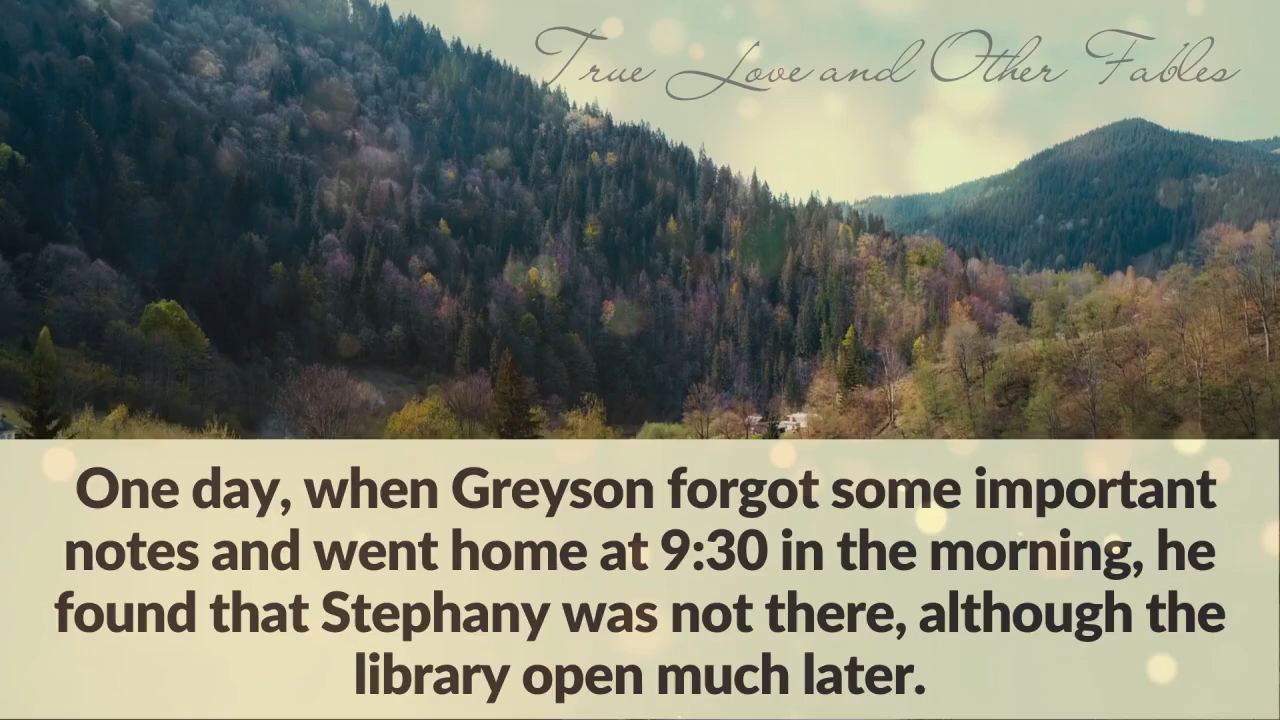 True Love and Other Fables
One day, when Greyson forgot some important
notes and went home at 9:30 in the morning, he
found that Stephany was not there, although the
library open much later.